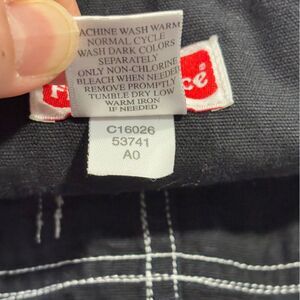 MACHINE WASH WARM
NORMAL CYCLE
WASH DARK COLORS
SEPARATELY
ONLY NON-CHLORINE
BLEACH WHEN NEEDED
REMOVE PROMPTLY
TUMBLE DRY LOW
WARM IRON
IF NEEDED
C16026
53741
A0